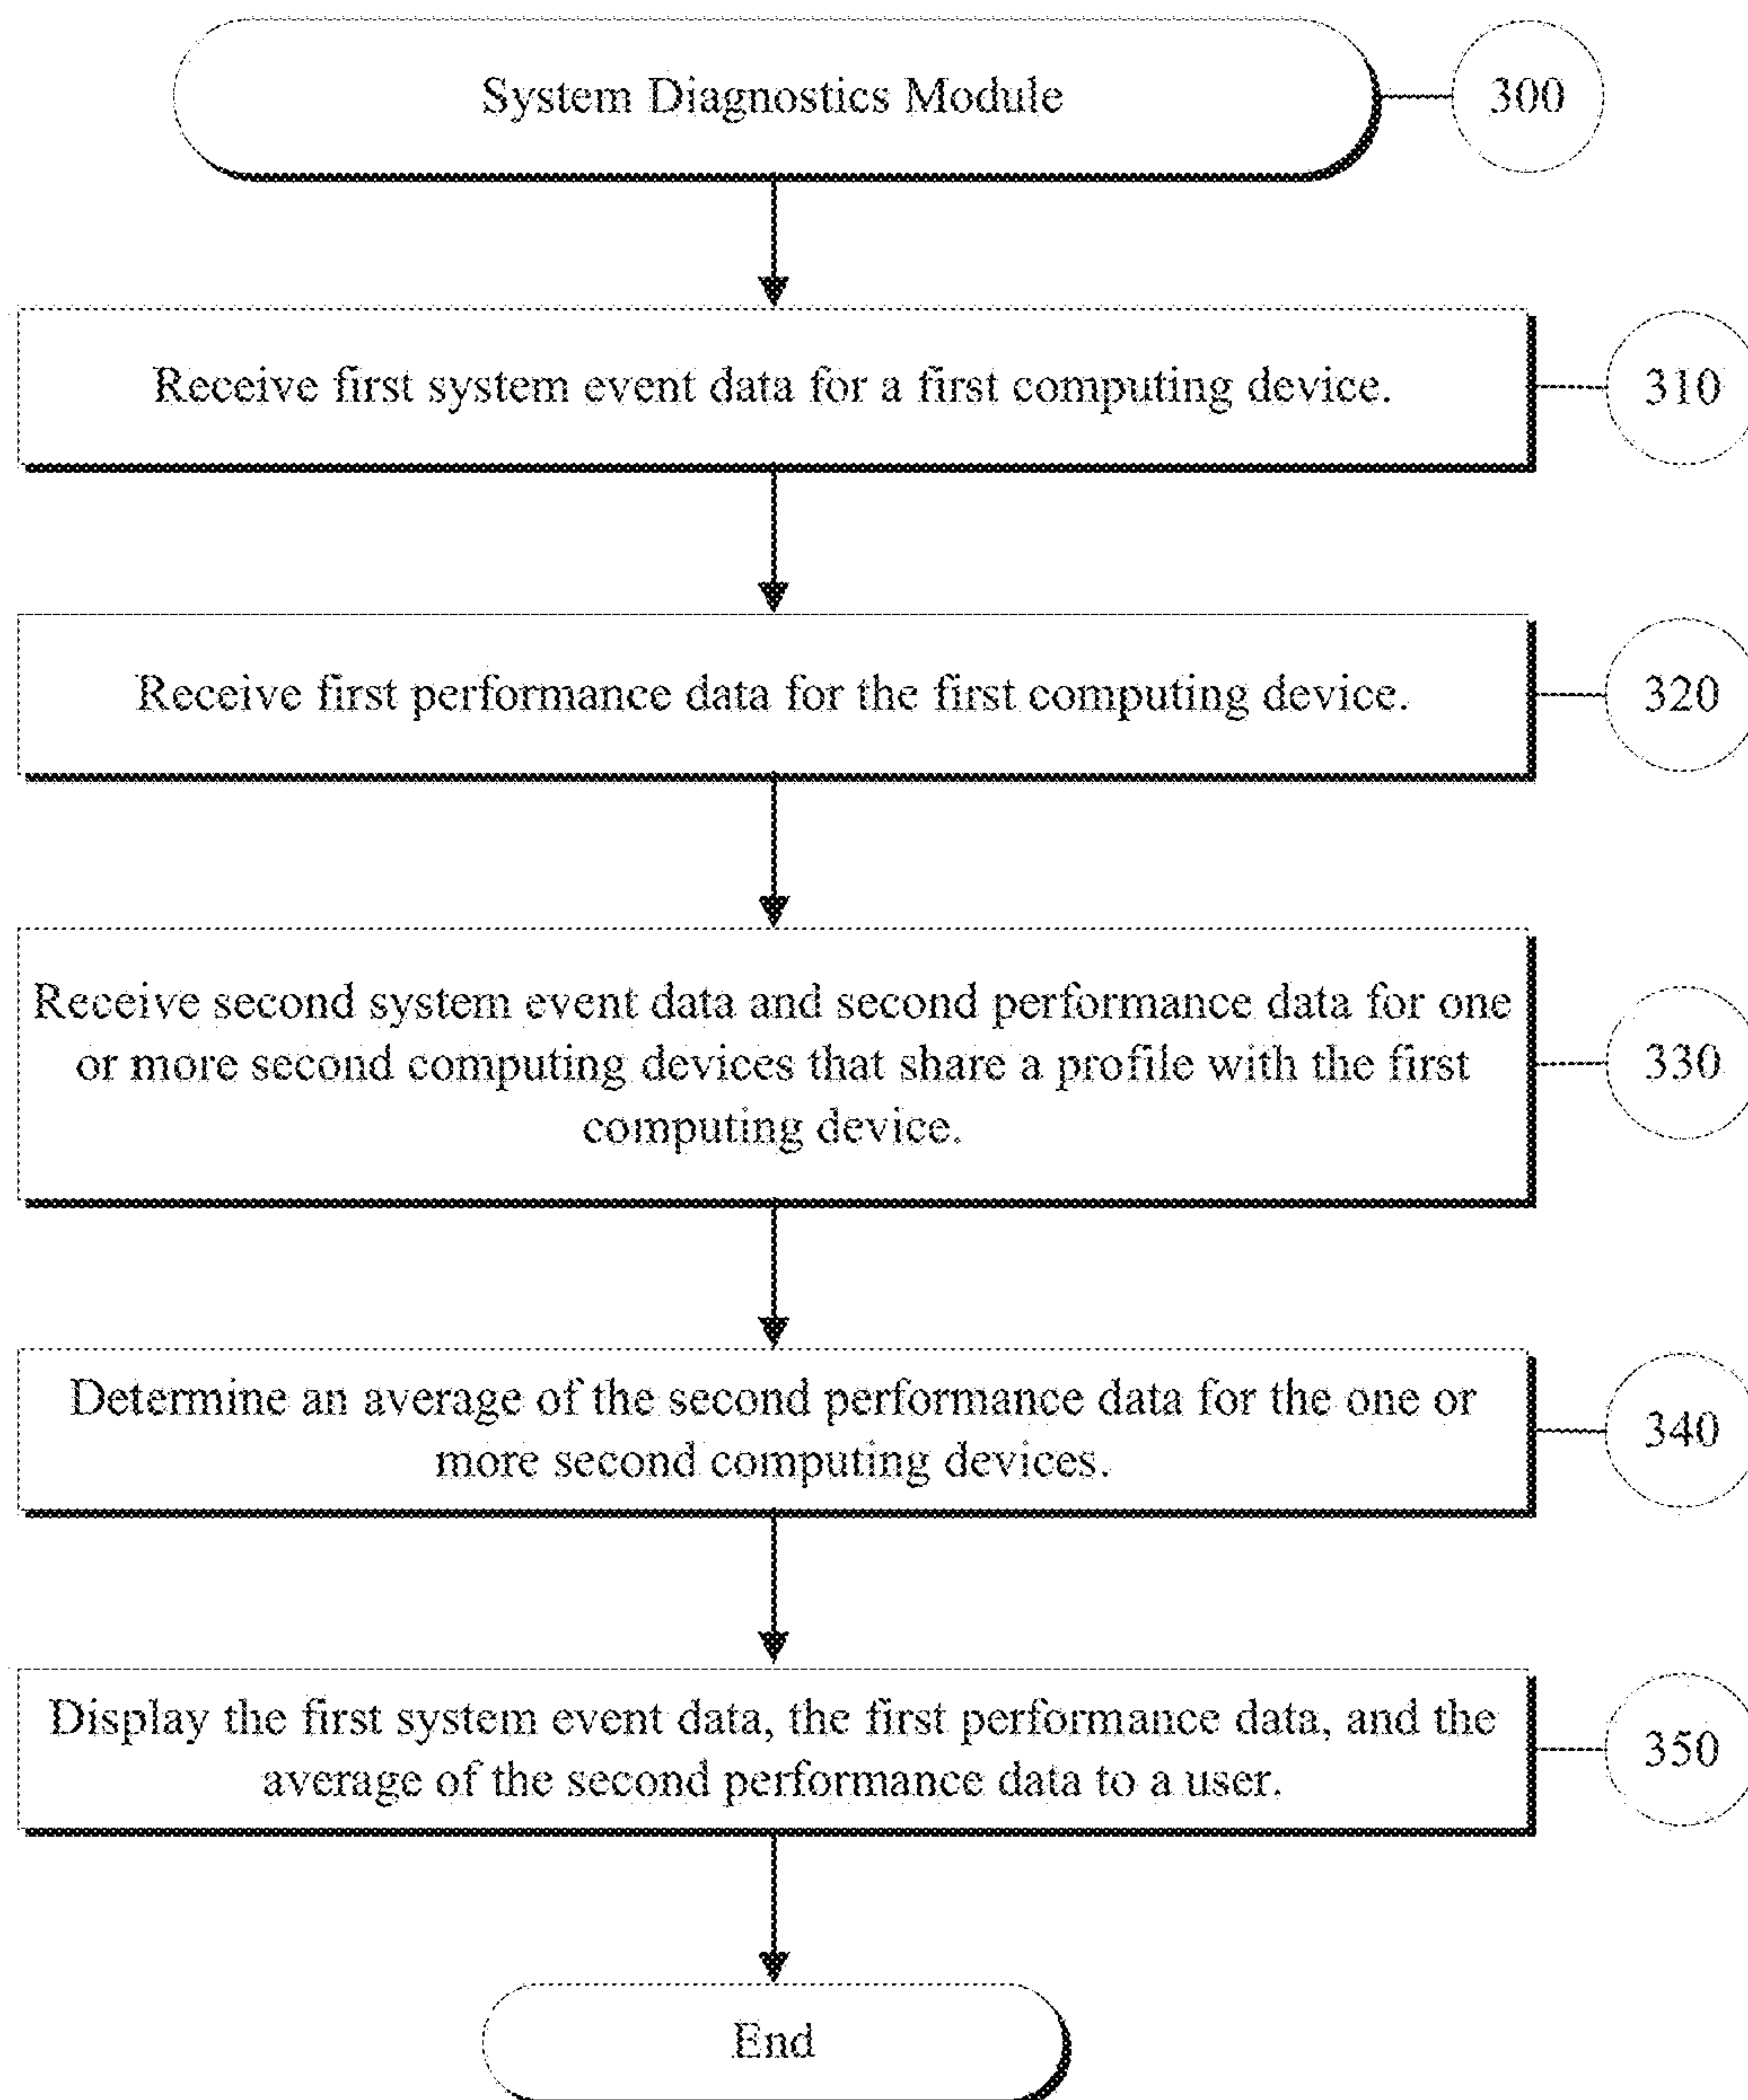 System Diagnostics Module
300
Receive first system event data for a first computing device.
310
Receive first performance data for the first computing device.
320
Receive second system event data and second performance data for one
or more second computing devices that share a profile with the first
computing device.
330
Determine an average of the second performance data for the one or
more second computing devices.
340
Display the first system event data, the first performance data, and the
average of the second performance data to a user.
350
End